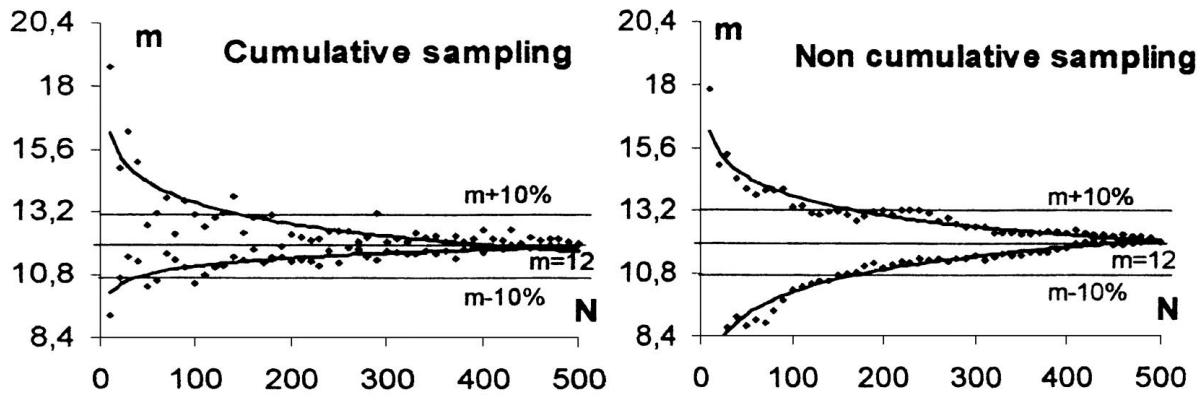 20,4
m
Cumulative sampling
18
15,6
13,2
m+10%
10,8
m=12
m-10%
N
8,4
0 100 200 300 400 500
20,4
m
Non cumulative sampling
18
15,6
13,2
m+10%
10,8
m=12
m-10%
N
8,4
0 100 200 300 400 500